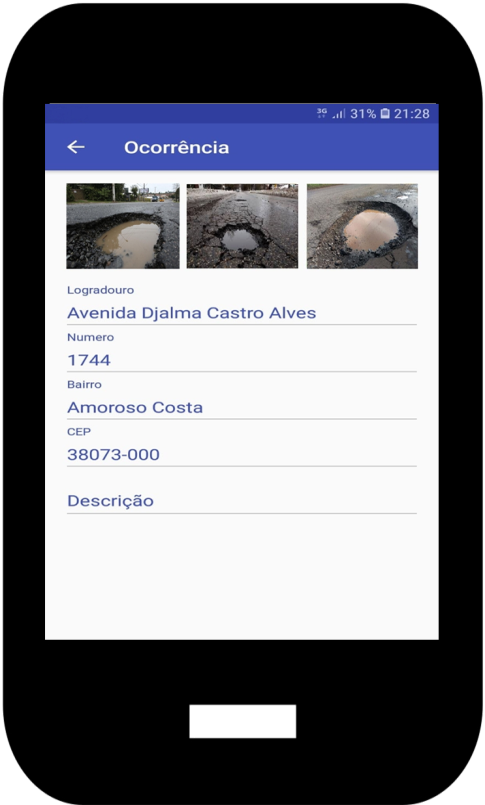 3G 31% 21:28
Ocorrência
Logradouro
Avenida Djalma Castro Alves
Numero
1744
Bairro
Amoroso Costa
CEP
38073-000
Descrição